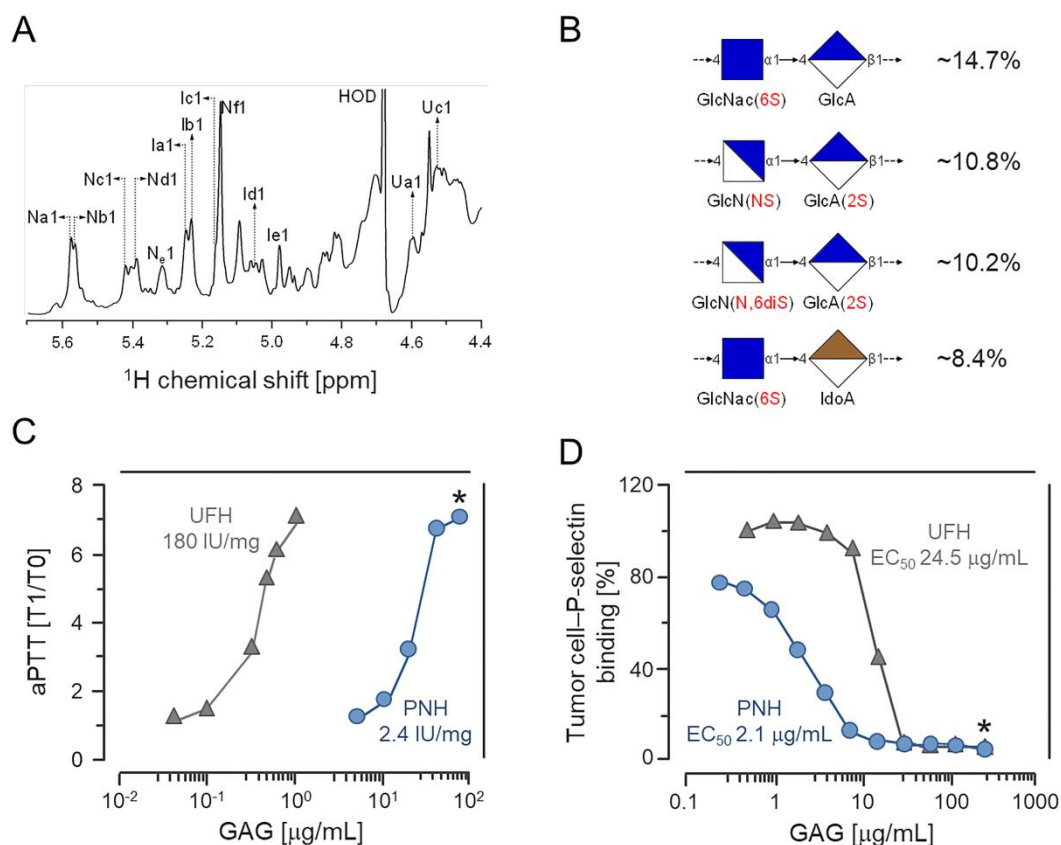 A
Ic1
Nf1
Ib1
Ia1
HOD
Uc1
Nc1
Nd1
Id1
Ua1
Na1
Nb1
Ne1
Ie1
5.6
5.4
5.2
5.0
4.6
4.4
¹H chemical shift [ppm]
B
4 α1 4 β1
~14.7%
GlcNac(6S) GlcA
4 α1 4 β1
~10.8%
GlcN(NS) GlcA(2S)
4 α1 4 β1
~10.2%
GlcN(N,6diS) GlcA(2S)
4 α1 4 β1
~8.4%
GlcNac(6S) IdoA
C
aPTT [T1/T0]
8
6
4
2
0
UFH
180 IU/mg
*
PNH
2.4 IU/mg
10⁻² 10⁻¹ 10⁰ 10¹ 10²
GAG [µg/mL]
D
Tumor cell–P-selectin
binding [%]
120
80
40
0
UFH
EC₅₀ 24.5 µg/mL
PNH
EC₅₀ 2.1 µg/mL
*
0.1 1 10 100 1000
GAG [µg/mL]